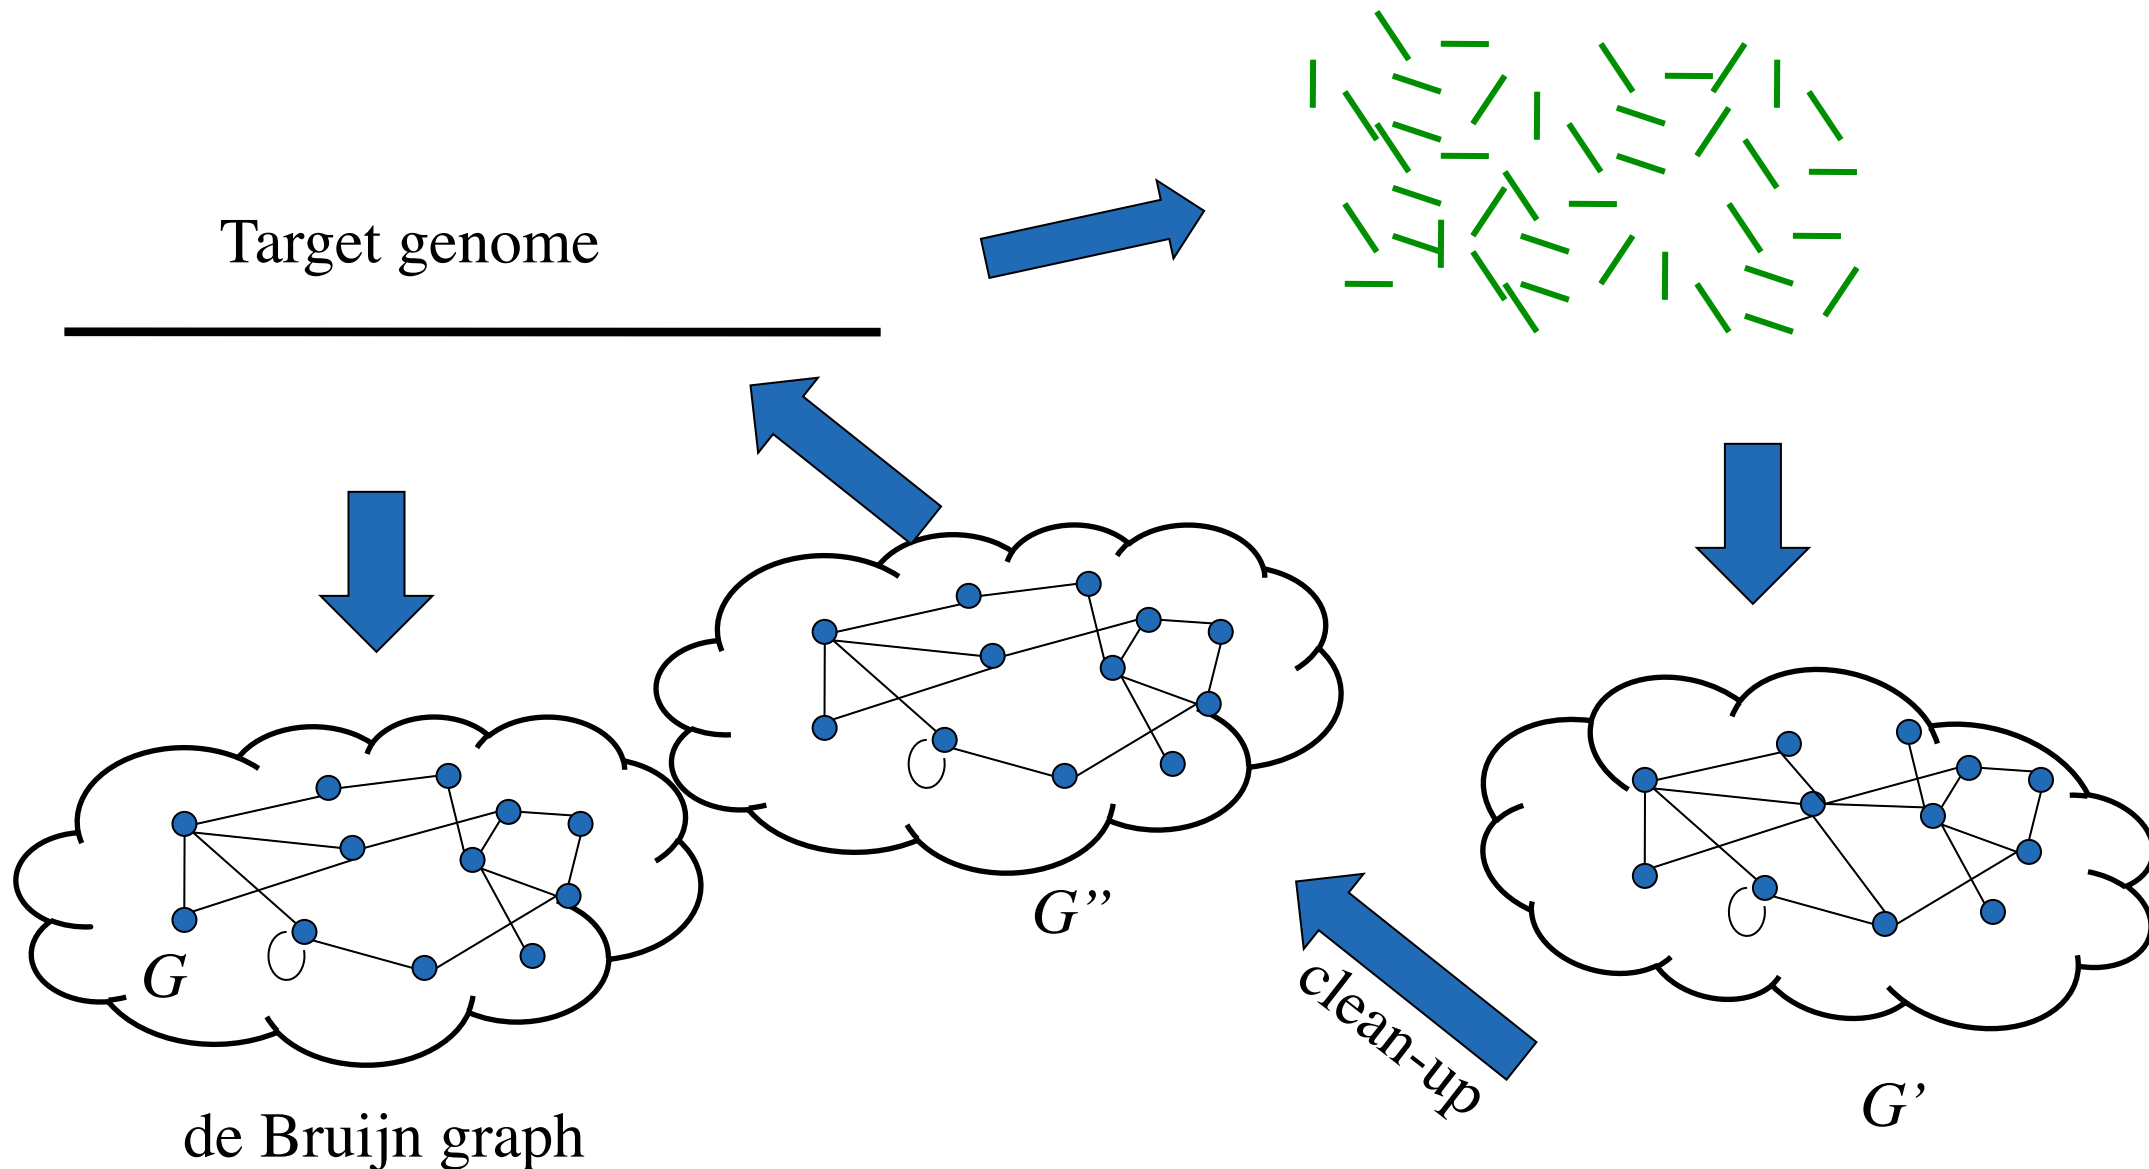 Target genome
G’’
G
clean-up
G’
de Bruijn graph